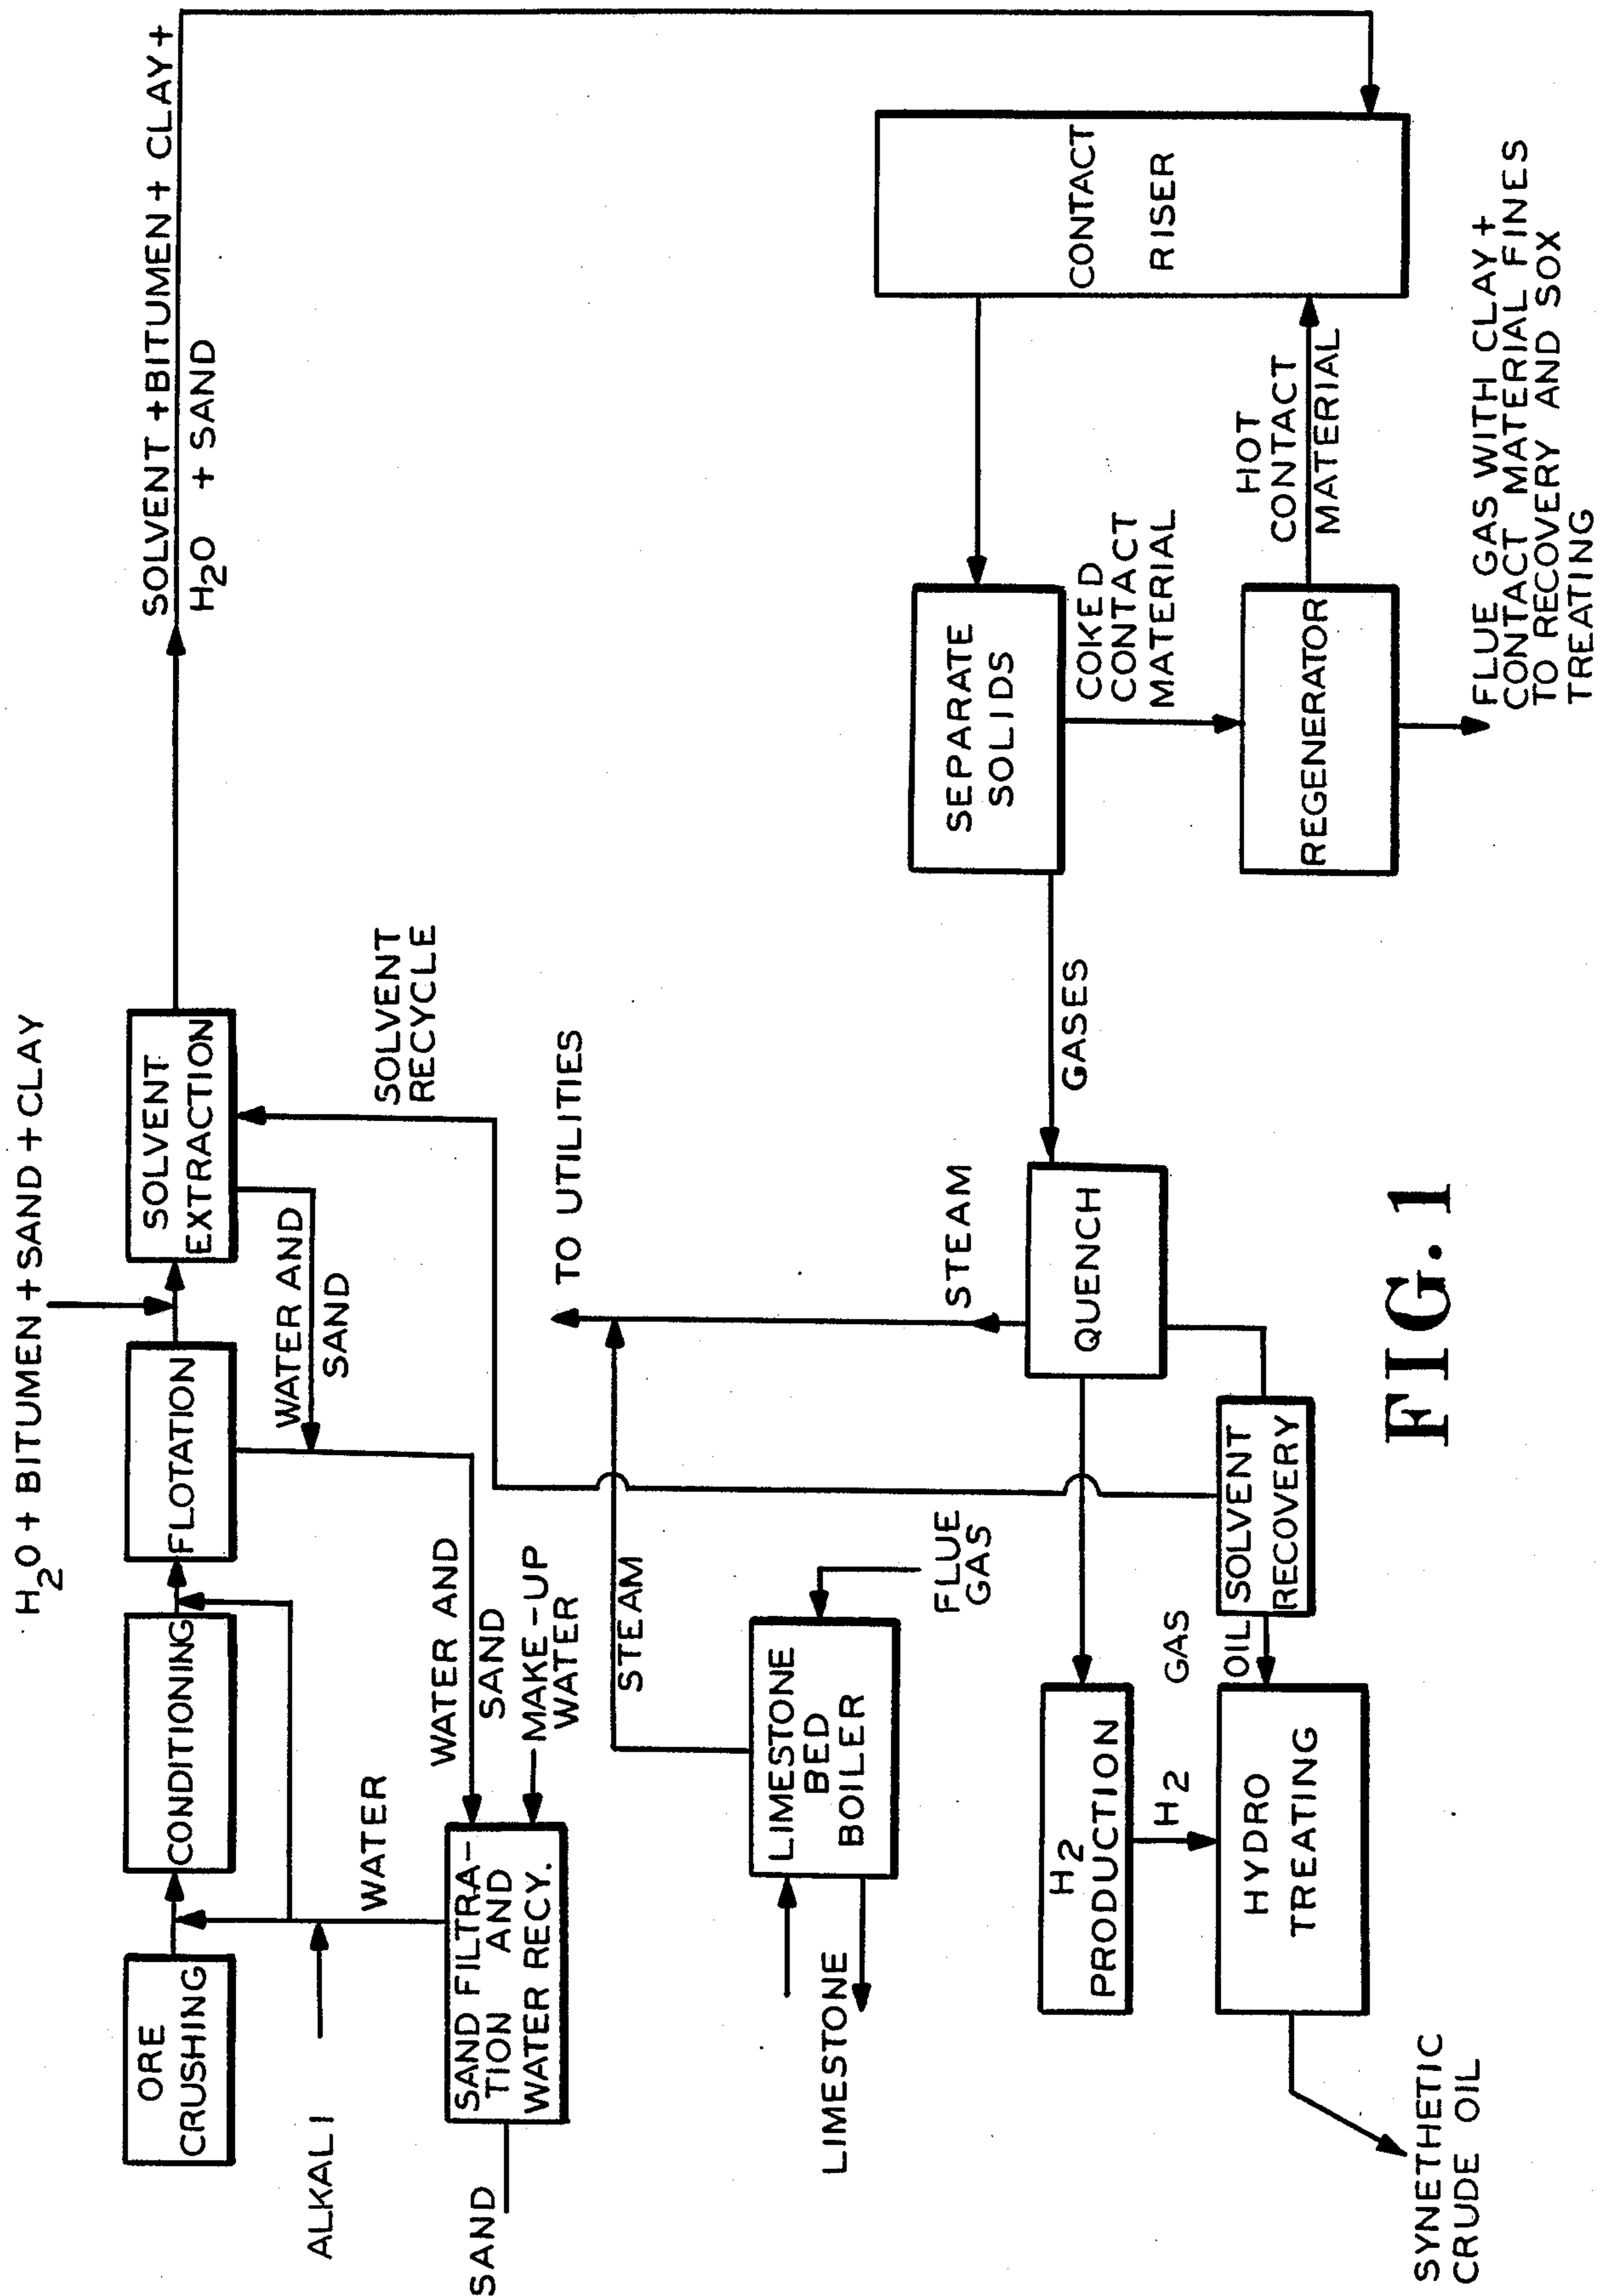 H2O + BITUMEN + SAND + CLAY
ORE
CRUSHING
CONDITIONING
FLOTATION
SOLVENT
EXTRACTION
SOLVENT + BITUMEN + CLAY +
H2O + SAND
ALKALI
WATER
WATER AND
SAND
WATER AND
SAND
SOLVENT
RECYCLE
SAND
SAND FILTRA-
TION AND
WATER RECY.
MAKE-UP
WATER
TO UTILITIES
STEAM
LIMESTONE
LIMESTONE
BED
BOILER
FLUE
GAS
STEAM
GASES
QUENCH
SEPARATE
SOLIDS
CONTACT
RISER
COKED
CONTACT
MATERIAL
HOT
CONTACT
MATERIAL
REGENERATOR
H2
PRODUCTION
GAS
H2
OIL
SOLVENT
RECOVERY
HYDRO
TREATING
SYNETHETIC
CRUDE OIL
FLUE GAS WITH CLAY +
CONTACT MATERIAL FINES
TO RECOVERY AND SOX
TREATING
FIG. 1